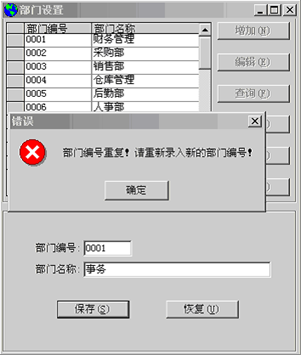 部门设置
部门编号 部门名称
0001 财务管理
0002 采购部
0003 销售部
0004 仓库管理
0005 后勤部
0006 人事部
增加(N)
编辑(E)
查询(F)
错误
部门编号重复! 请重新录入新的部门编号!
确定
部门编号: 0001
部门名称: 事务
保存(S)
恢复(U)